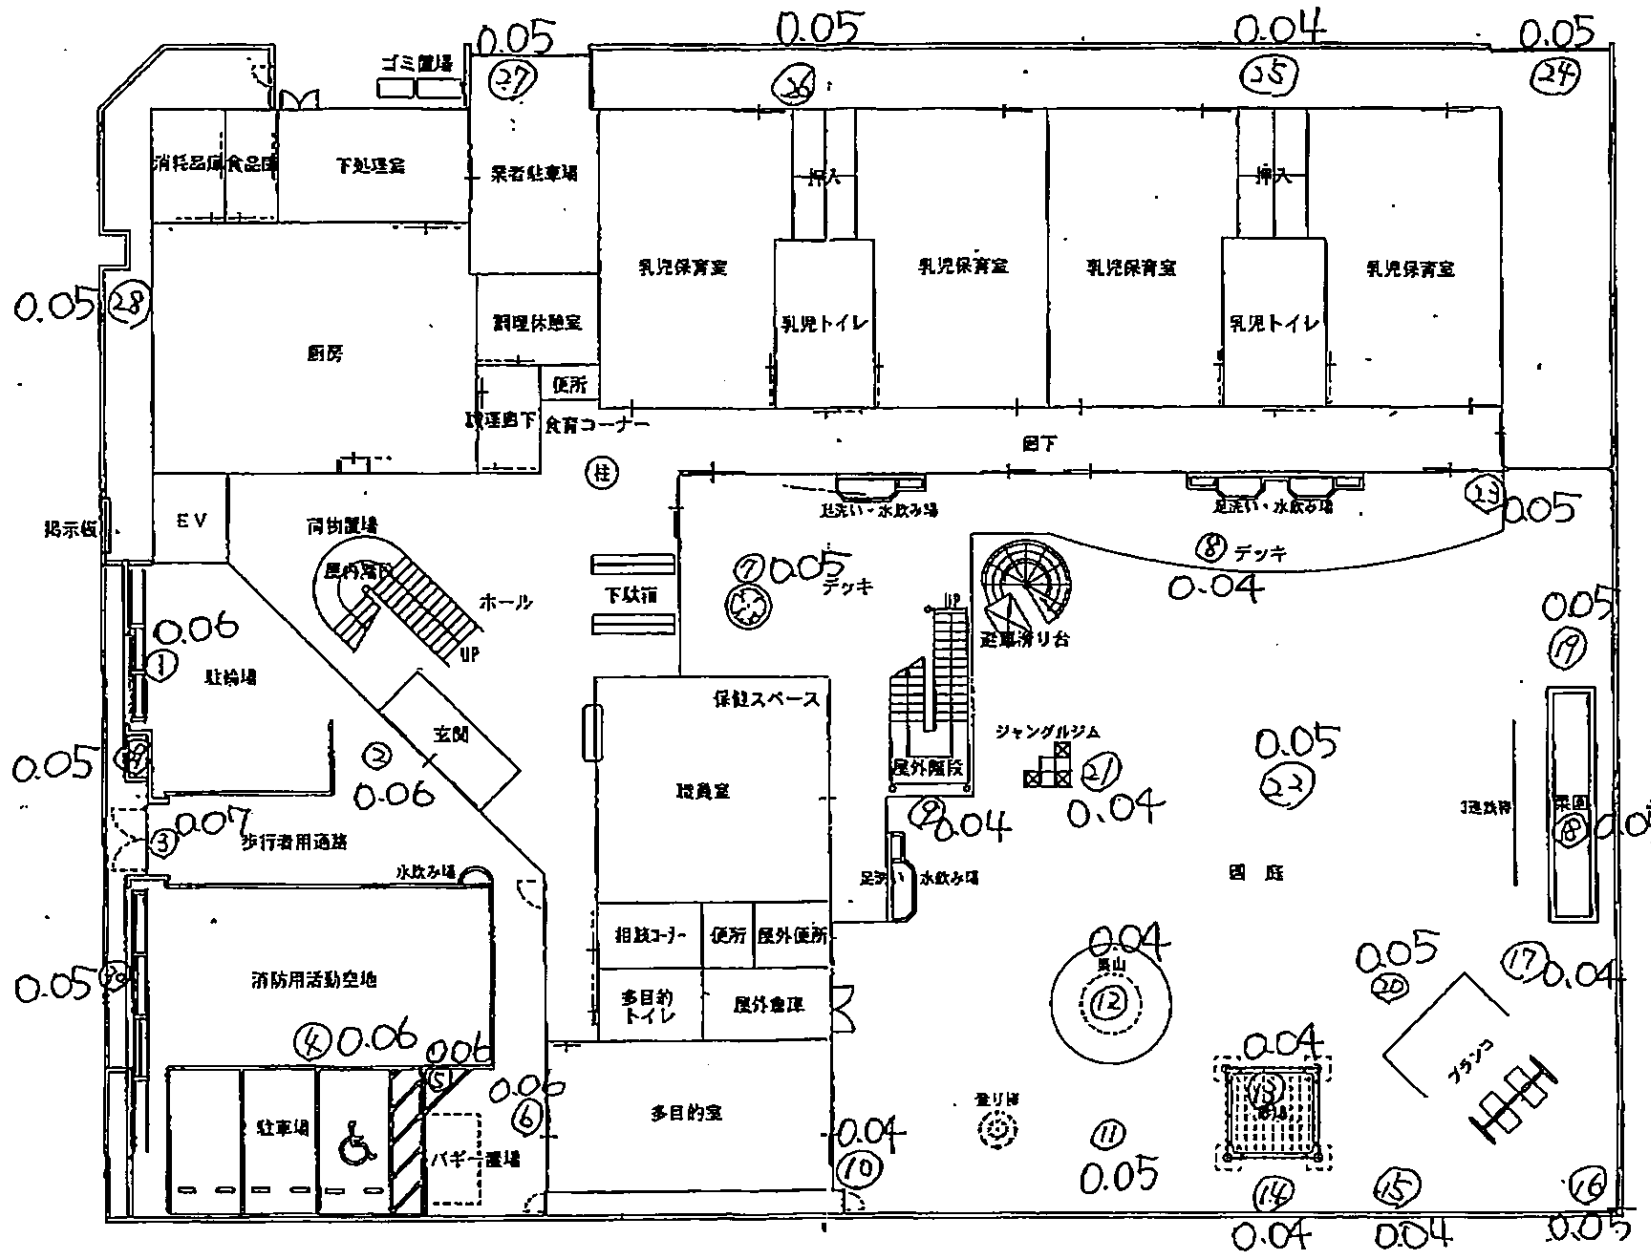 0.05
0.05
0.04
0.05
ゴミ置場
27
26
25
24
消耗品庫
食品庫
下処理室
業者駐車場
押入
押入
乳児保育室
乳児保育室
乳児保育室
乳児保育室
0.05
28
調理休憩室
乳児トイレ
乳児トイレ
厨房
便所
調理廊下
食育コーナー
廊下
柱
掲示板
EV
荷物置場
足洗い・水飲み場
足洗い・水飲み場
23
0.05
屋内階段
ホール
下駄箱
7
0.05
デッキ
8
デッキ
0.04
UP
UP
0.05
19
0.06
1
駐輪場
保健スペース
玄関
ジャングルジム
0.05
2
0.06
職員室
屋外階段
21
0.04
0.05
22
3連鉄棒
菜園
18
0.07
3
歩行者用通路
9
0.04
水飲み場
足洗い
水飲み場
園庭
相談コーナー
便所
屋外便所
0.04
築山
12
0.05
20
17
0.04
0.05
消防用活動空地
多目的
トイレ
屋外倉庫
4
0.06
0.06
5
0.04
13
ブランコ
6
駐車場
バギー置場
多目的室
登り棒
0.04
10
11
0.05
14
0.04
15
0.04
16
0.05